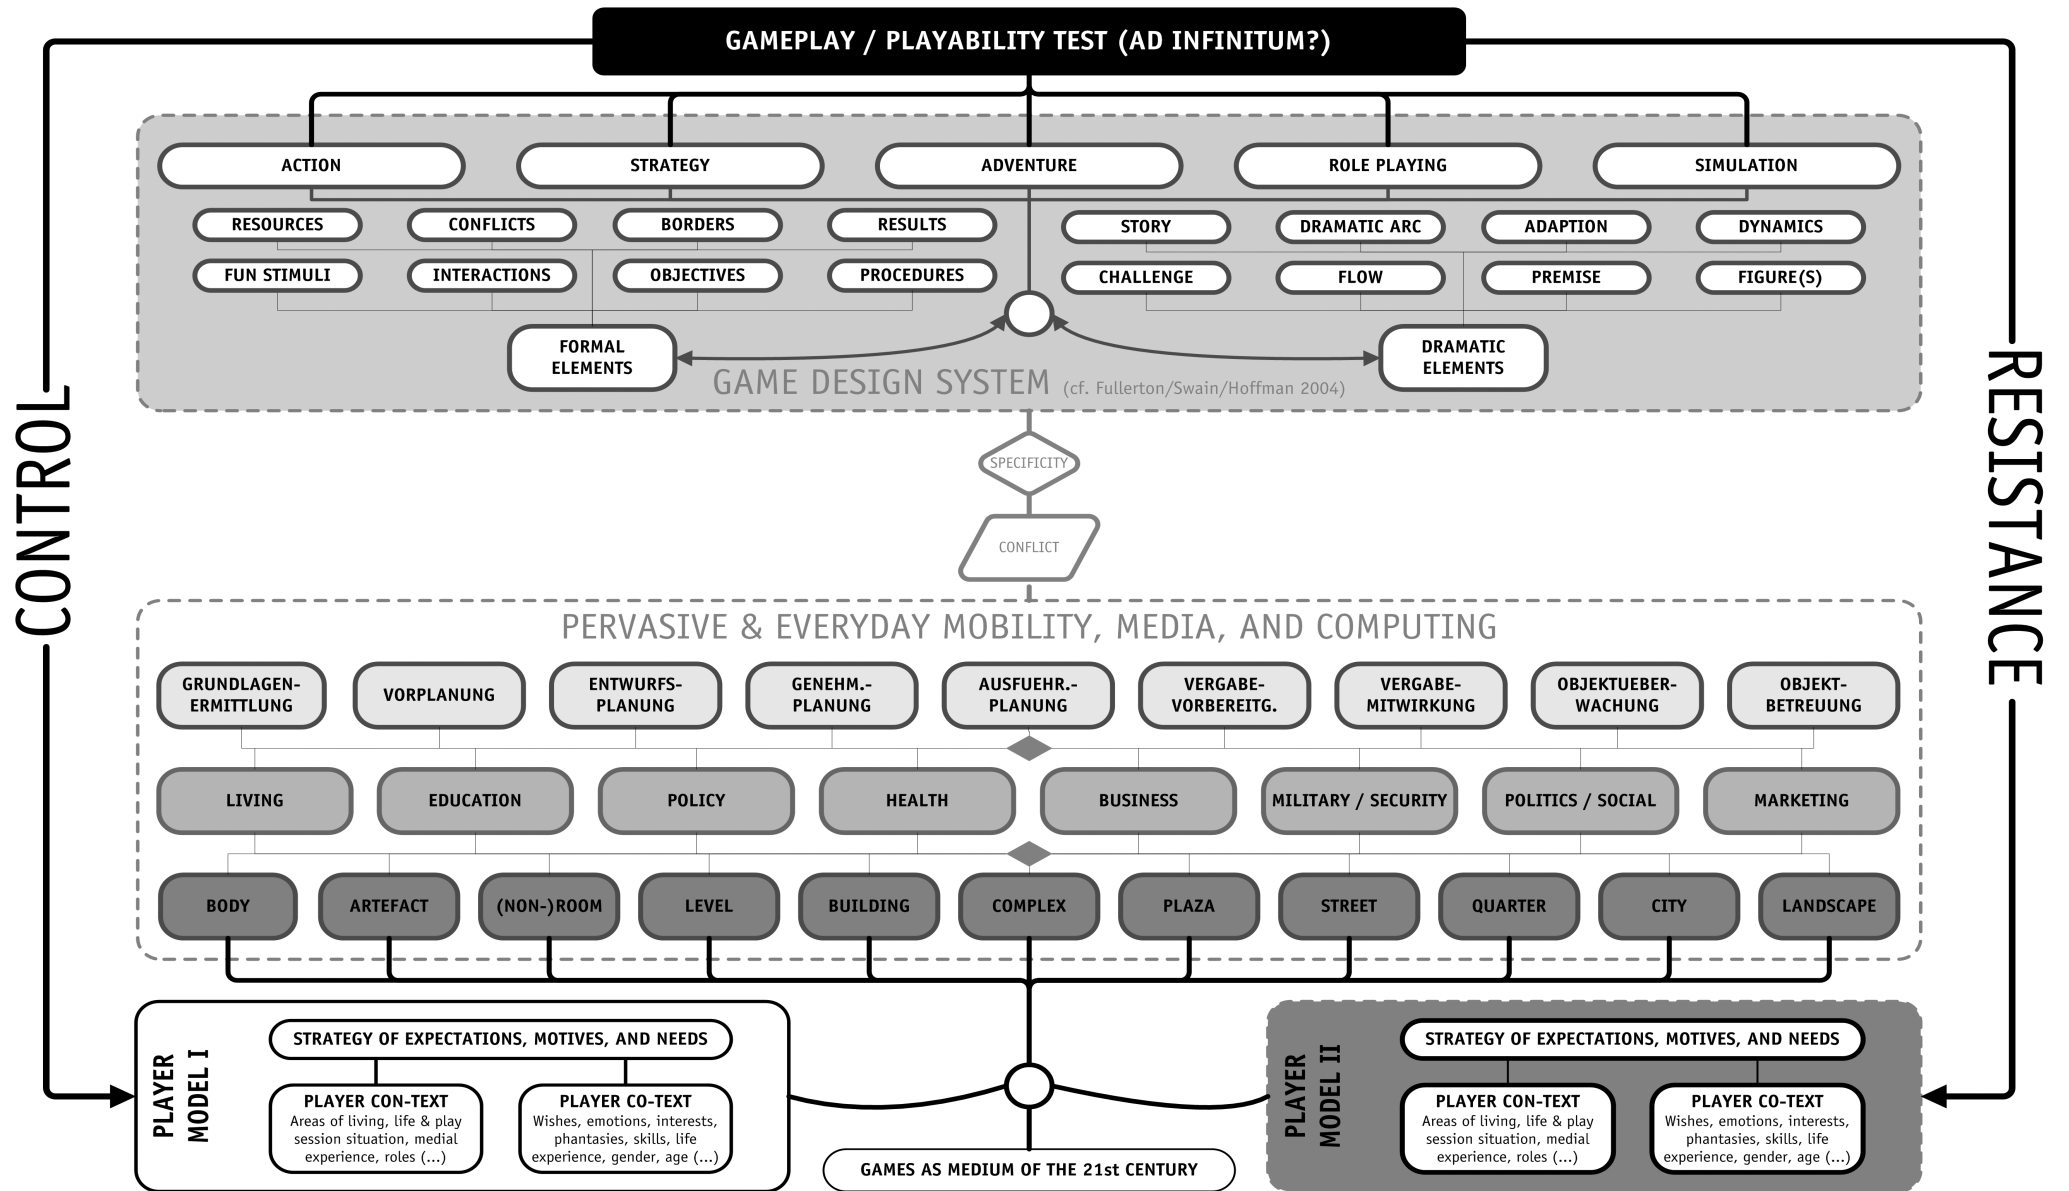 GAMEPLAY / PLAYABILITY TEST (AD INFINITUM?)
CONTROL
RESISTANCE
ACTION
STRATEGY
ADVENTURE
ROLE PLAYING
SIMULATION
RESOURCES
CONFLICTS
BORDERS
RESULTS
STORY
DRAMATIC ARC
ADAPTION
DYNAMICS
FUN STIMULI
INTERACTIONS
OBJECTIVES
PROCEDURES
CHALLENGE
FLOW
PREMISE
FIGURE(S)
FORMAL
ELEMENTS
DRAMATIC
ELEMENTS
GAME DESIGN SYSTEM (cf. Fullerton/Swain/Hoffman 2004)
SPECIFICITY
CONFLICT
PERVASIVE & EVERYDAY MOBILITY, MEDIA, AND COMPUTING
GRUNDLAGEN-
ERMITTLUNG
VORPLANUNG
ENTWURFS-
PLANUNG
GENEHM.-
PLANUNG
AUSFUEHR.-
PLANUNG
VERGABE-
VORBEREITG.
VERGABE-
MITWIRKUNG
OBJEKTUEBER-
WACHUNG
OBJEKT-
BETREUUNG
LIVING
EDUCATION
POLICY
HEALTH
BUSINESS
MILITARY / SECURITY
POLITICS / SOCIAL
MARKETING
BODY
ARTEFACT
(NON-)ROOM
LEVEL
BUILDING
COMPLEX
PLAZA
STREET
QUARTER
CITY
LANDSCAPE
PLAYER
MODEL I
STRATEGY OF EXPECTATIONS, MOTIVES, AND NEEDS
PLAYER CON-TEXT
Areas of living, life & play
session situation, medial
experience, roles (...)
PLAYER CO-TEXT
Wishes, emotions, interests,
phantasies, skills, life
experience, gender, age (...)
GAMES AS MEDIUM OF THE 21st CENTURY
PLAYER
MODEL II
STRATEGY OF EXPECTATIONS, MOTIVES, AND NEEDS
PLAYER CON-TEXT
Areas of living, life & play
session situation, medial
experience, roles (...)
PLAYER CO-TEXT
Wishes, emotions, interests,
phantasies, skills, life
experience, gender, age (...)